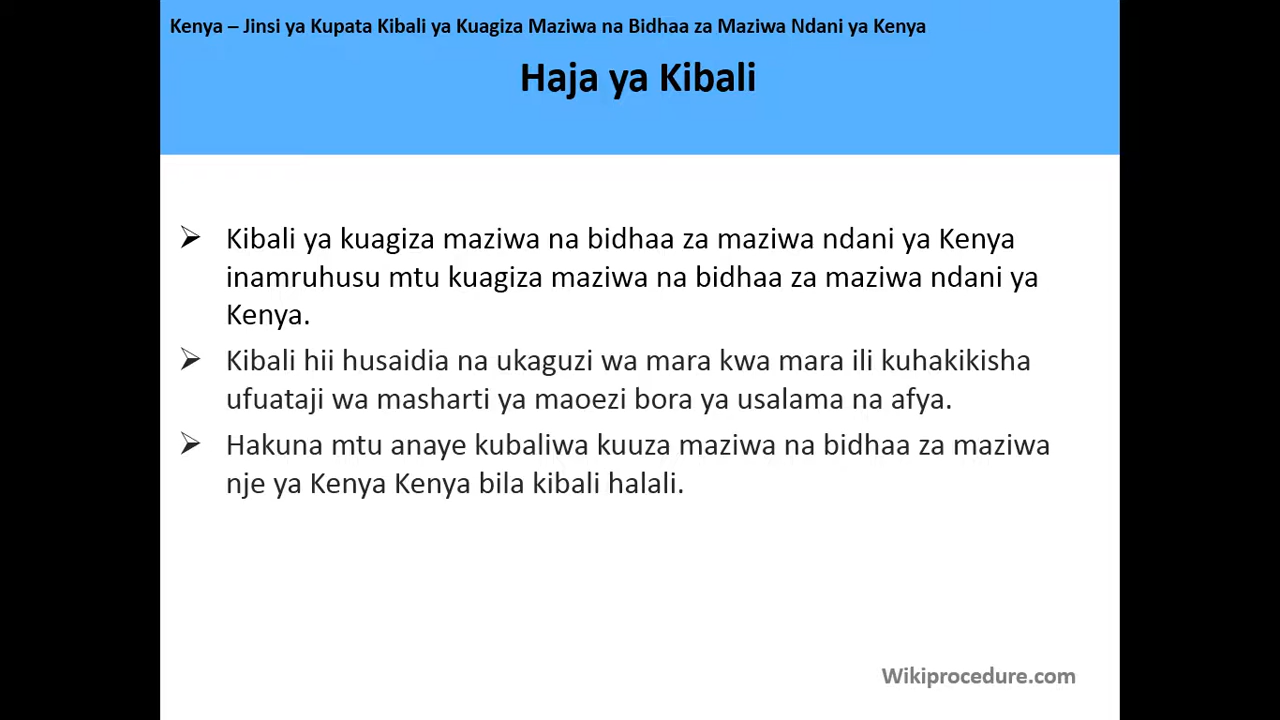 Kenya – Jinsi ya Kupata Kibali ya Kuagiza Maziwa na Bidhaa za Maziwa Ndani ya Kenya
Haja ya Kibali
➢ Kibali ya kuagiza maziwa na bidhaa za maziwa ndani ya Kenya
inamruhusu mtu kuagiza maziwa na bidhaa za maziwa ndani ya
Kenya.
➢ Kibali hii husaidia na ukaguzi wa mara kwa mara ili kuhakikisha
ufuataji wa masharti ya maoezi bora ya usalama na afya.
➢ Hakuna mtu anaye kubaliwa kuuza maziwa na bidhaa za maziwa
nje ya Kenya Kenya bila kibali halali.
Wikiprocedure.com